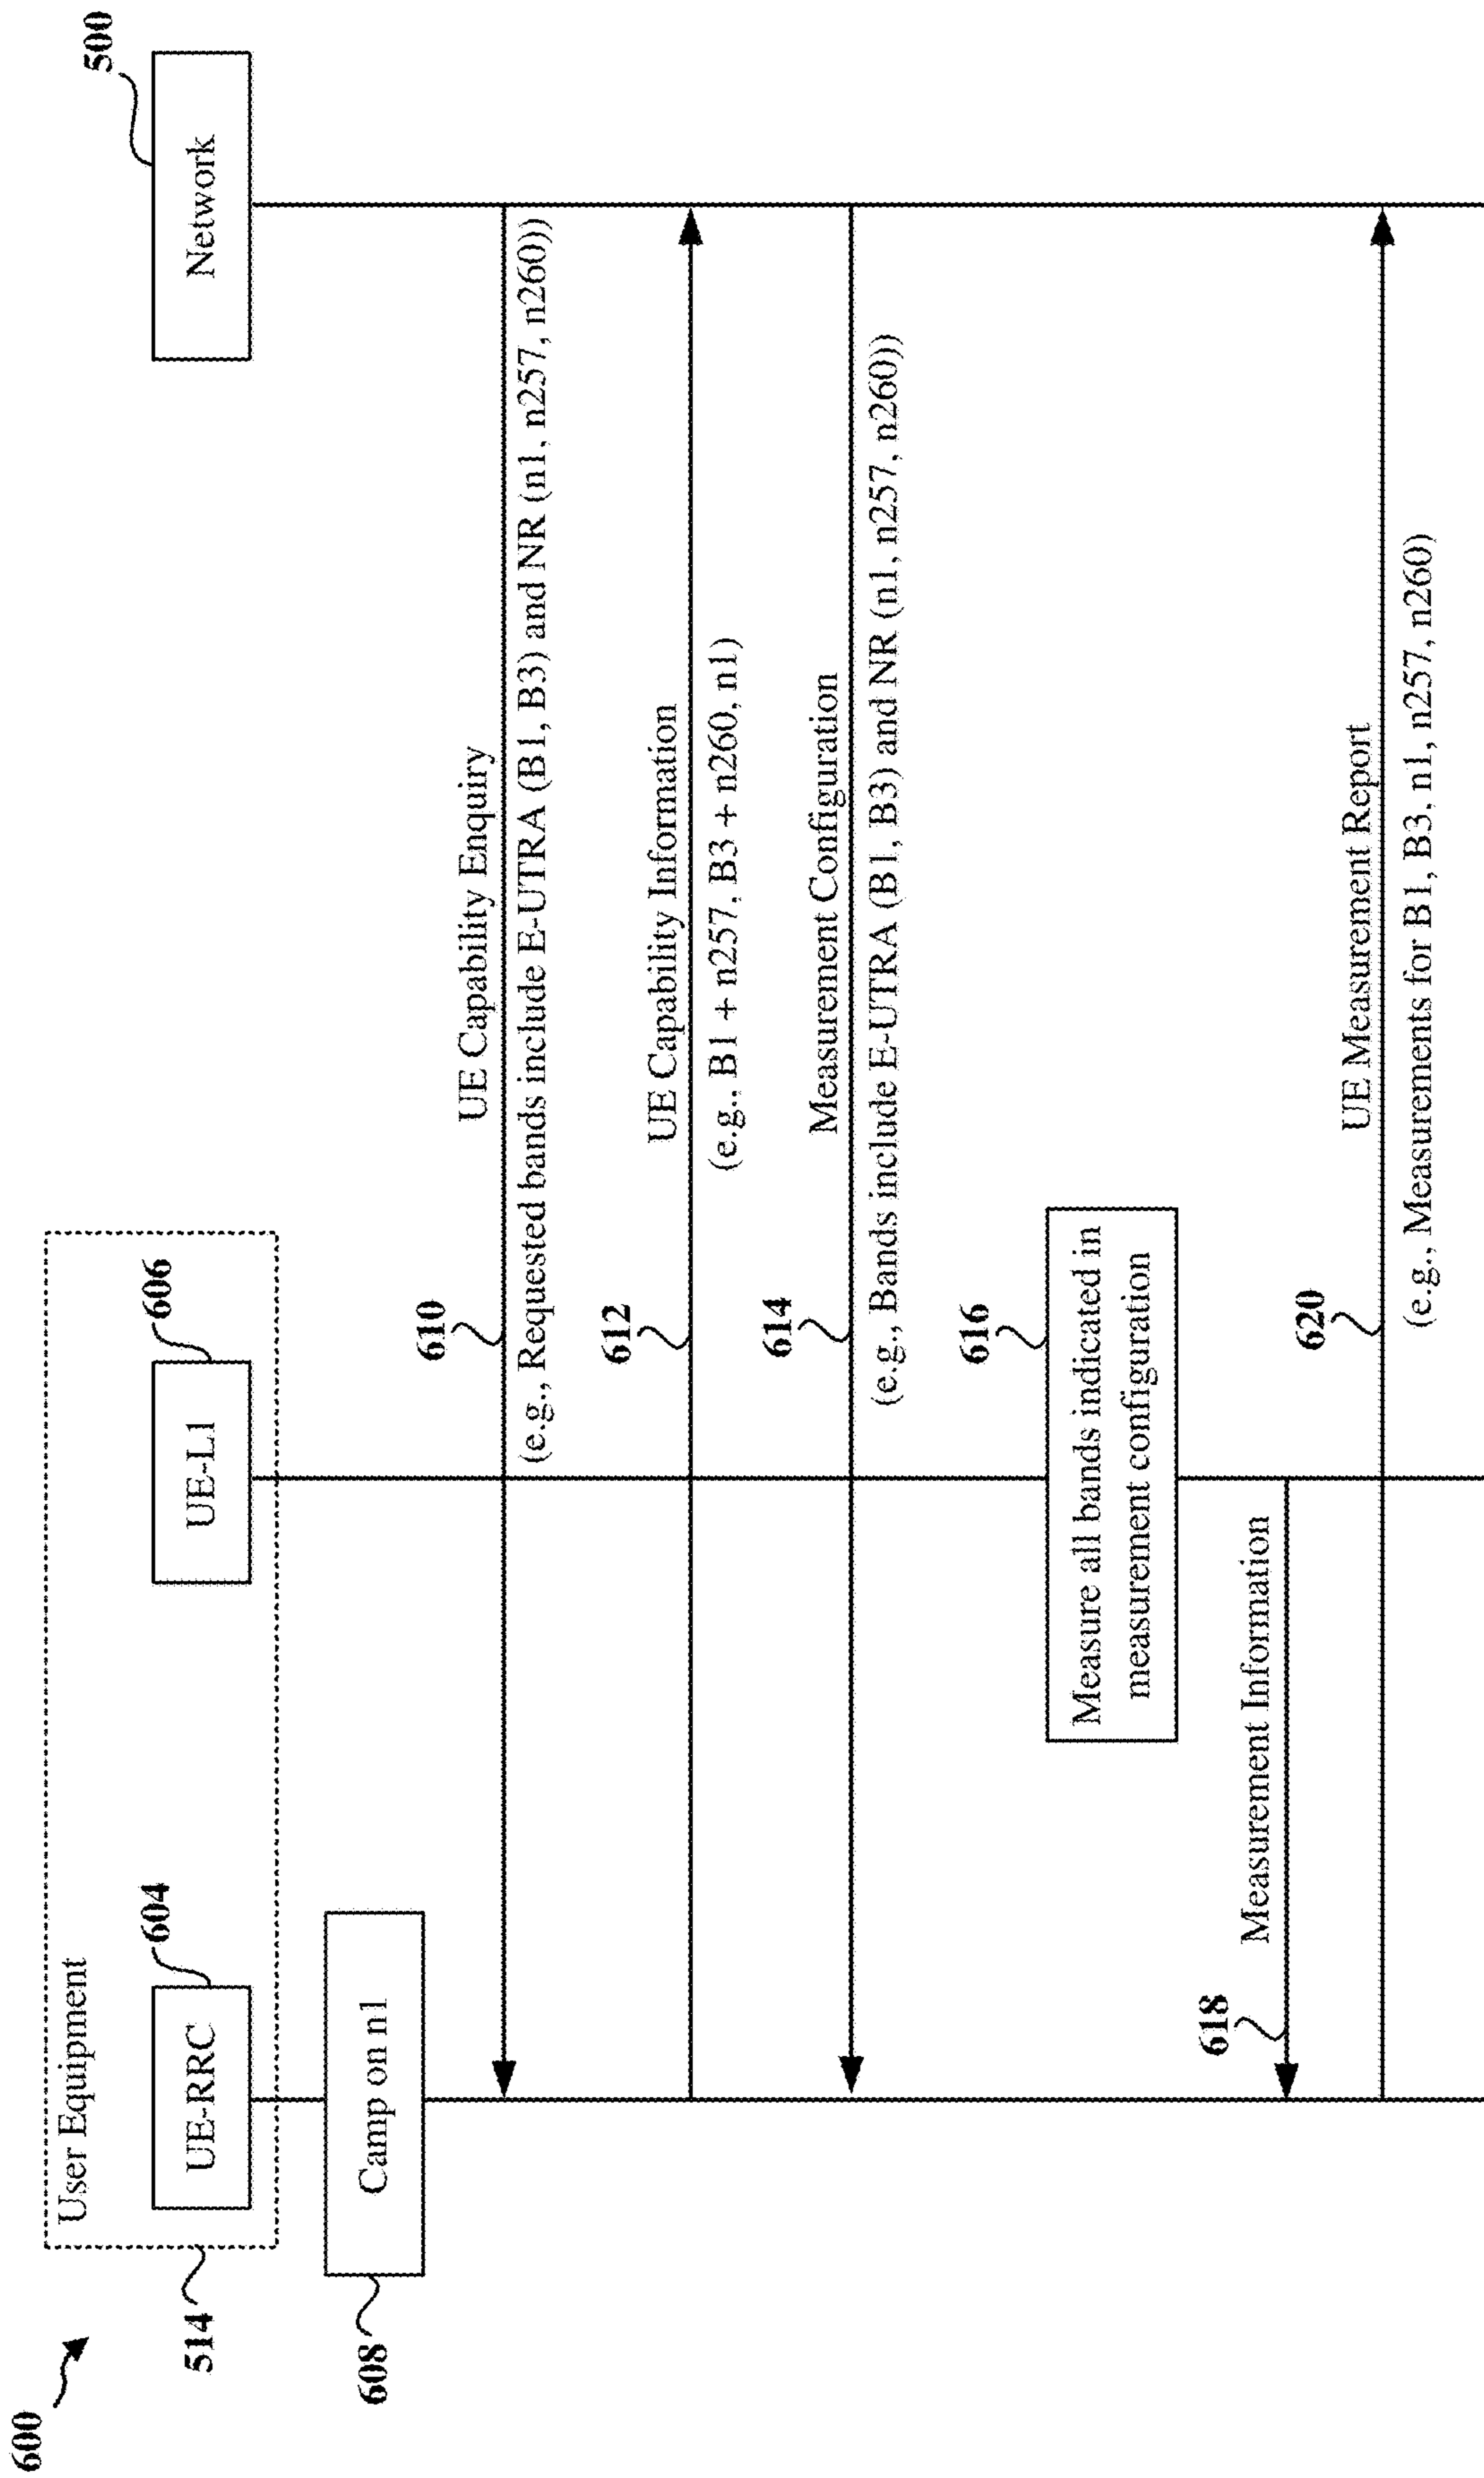 600
User Equipment
514
UE-RRC
604
UE-L1
606
Network
500
Camp on n1
608
UE Capability Enquiry
610
(e.g., Requested bands include E-UTRA (B1, B3) and NR (n1, n257, n260))
UE Capability Information
612
(e.g., B1 + n257, B3 + n260, n1)
Measurement Configuration
614
(e.g., Bands include E-UTRA (B1, B3) and NR (n1, n257, n260))
616
Measure all bands indicated in
measurement configuration
618
Measurement Information
UE Measurement Report
620
(e.g., Measurements for B1, B3, n1, n257, n260)